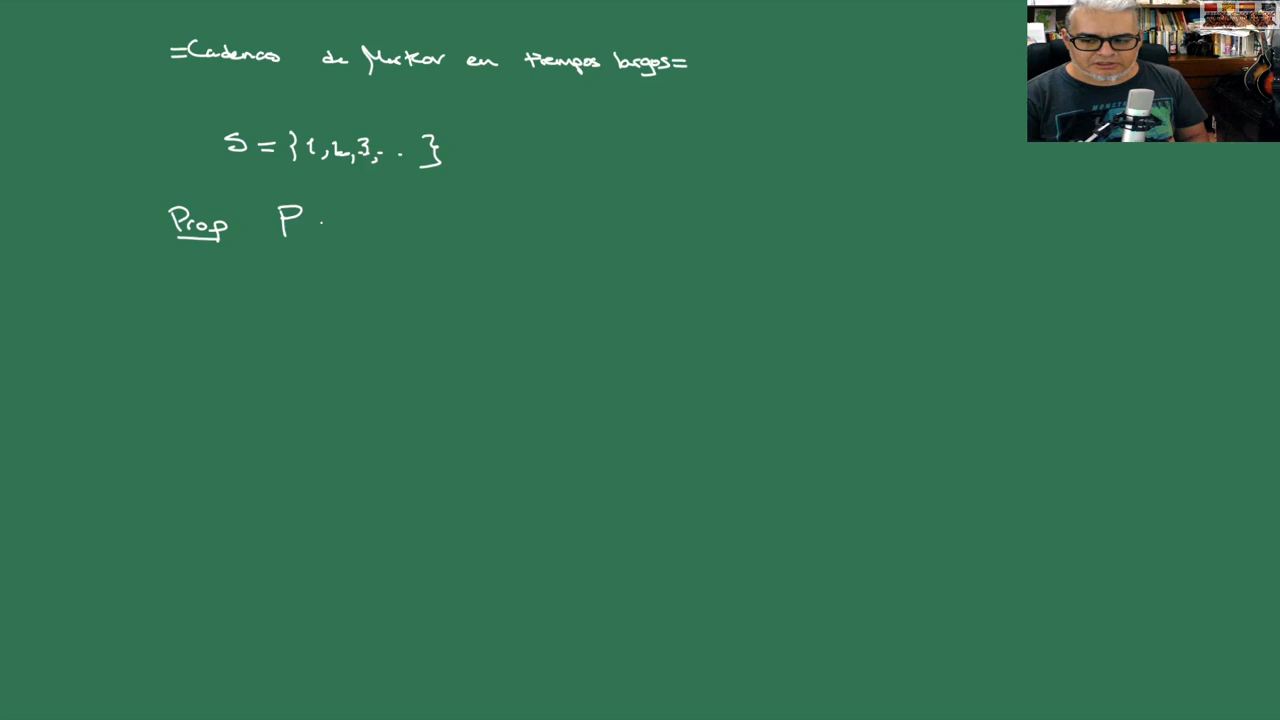 =Cadenas de Markov en tiempos largos=
S = {1, 2, 3, . . }
Prop P .